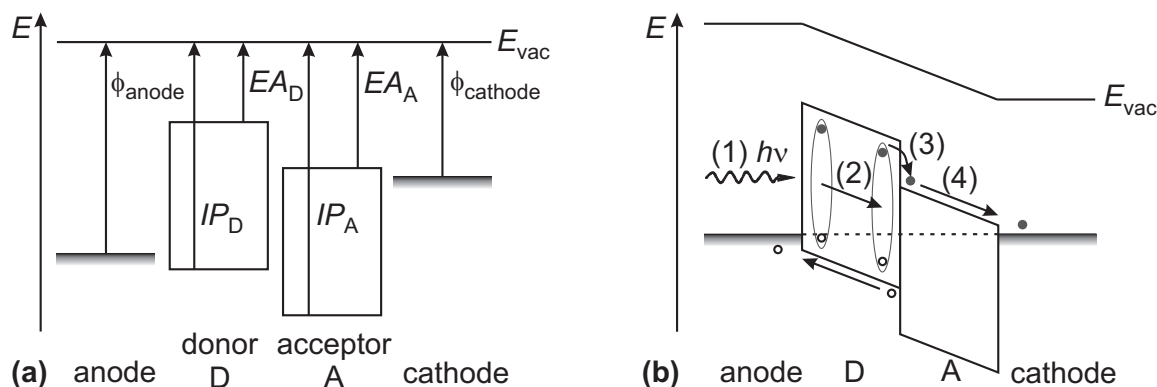 E
E_vac
ϕ_anode
EA_D
EA_A
ϕ_cathode
IP_D
IP_A
donor
acceptor
(a) anode D A cathode
E
E_vac
(1) hν
(2)
(3)
(4)
(b) anode D A cathode